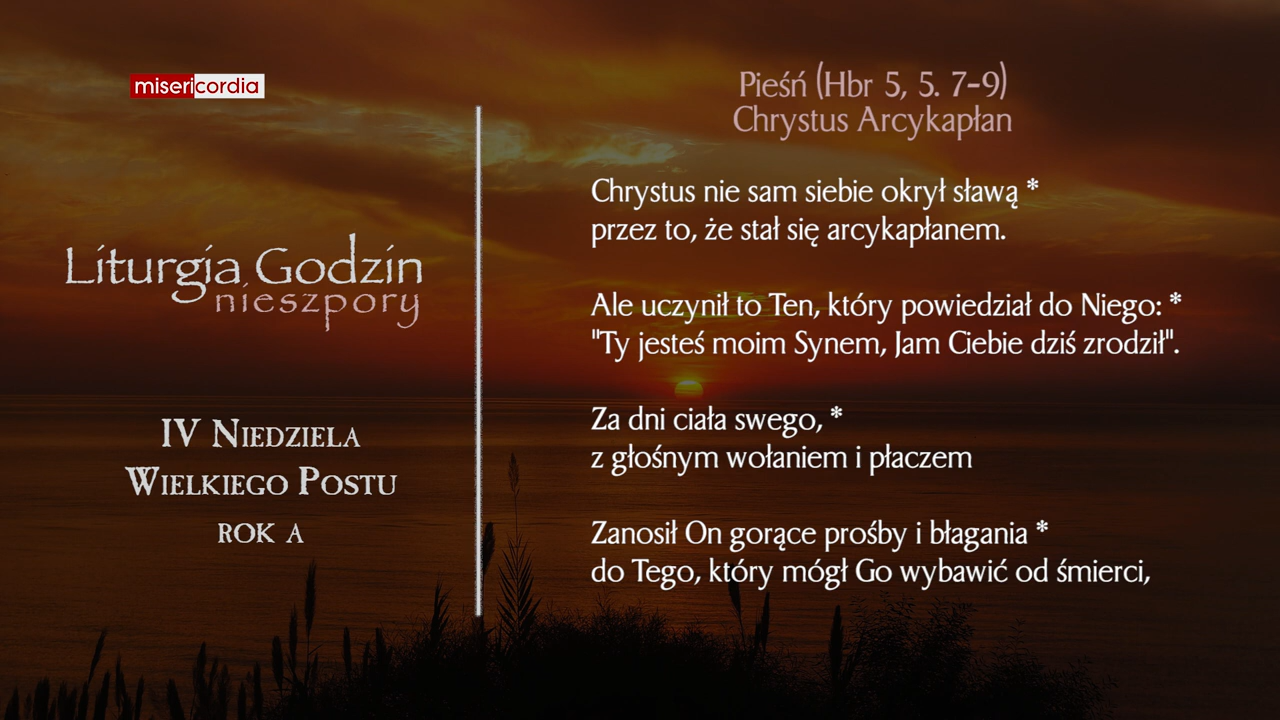 misericordia
Liturgia Godzin
nieszpory
IV Niedziela
Wielkiego Postu
rok A
Pieśń (Hbr 5, 5. 7-9)
Chrystus Arcykapłan
Chrystus nie sam siebie okrył sławą *
przez to, że stał się arcykapłanem.
Ale uczynił to Ten, który powiedział do Niego: *
"Ty jesteś moim Synem, Jam Ciebie dziś zrodził".
Za dni ciała swego, *
z głośnym wołaniem i płaczem
Zanosił On gorące prośby i błagania *
do Tego, który mógł Go wybawić od śmierci,